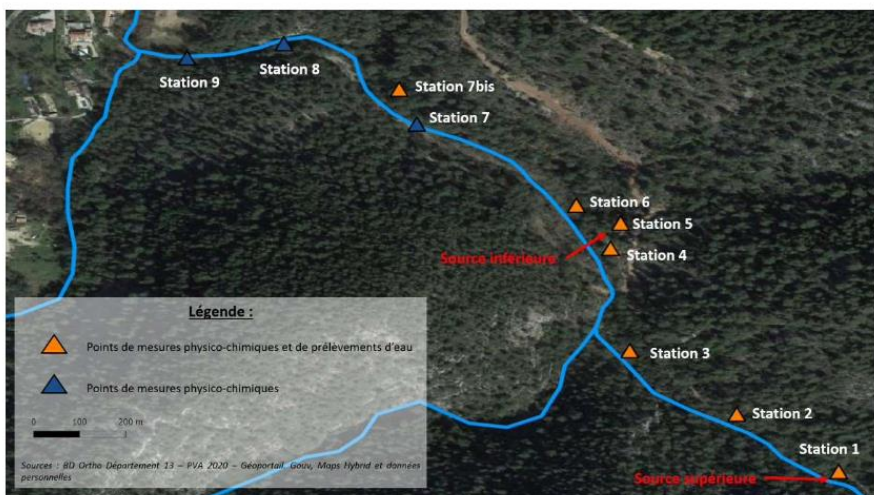 Station 9
Station 8
Station 7bis
Station 7
Station 6
Station 5
Source inférieure
Station 4
Station 3
Station 2
Station 1
Source supérieure
Légende :
Points de mesures physico-chimiques et de prélèvements d'eau
Points de mesures physico-chimiques
0 100 200 m
Sources : BD Ortho Département 13 – PVA 2020 – Géoportail. Gouv, Maps Hybrid et données
personnelles